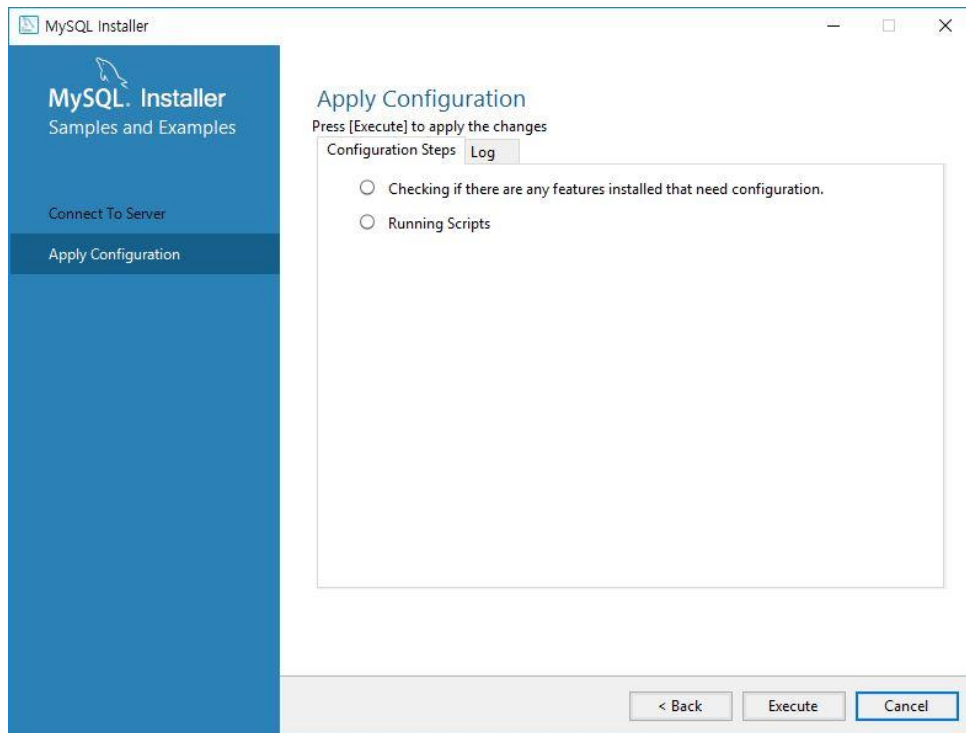 MySQL Installer
MySQL. Installer
Samples and Examples
Connect To Server
Apply Configuration
Apply Configuration
Press [Execute] to apply the changes
Configuration Steps Log
Checking if there are any features installed that need configuration.
Running Scripts
< Back Execute Cancel